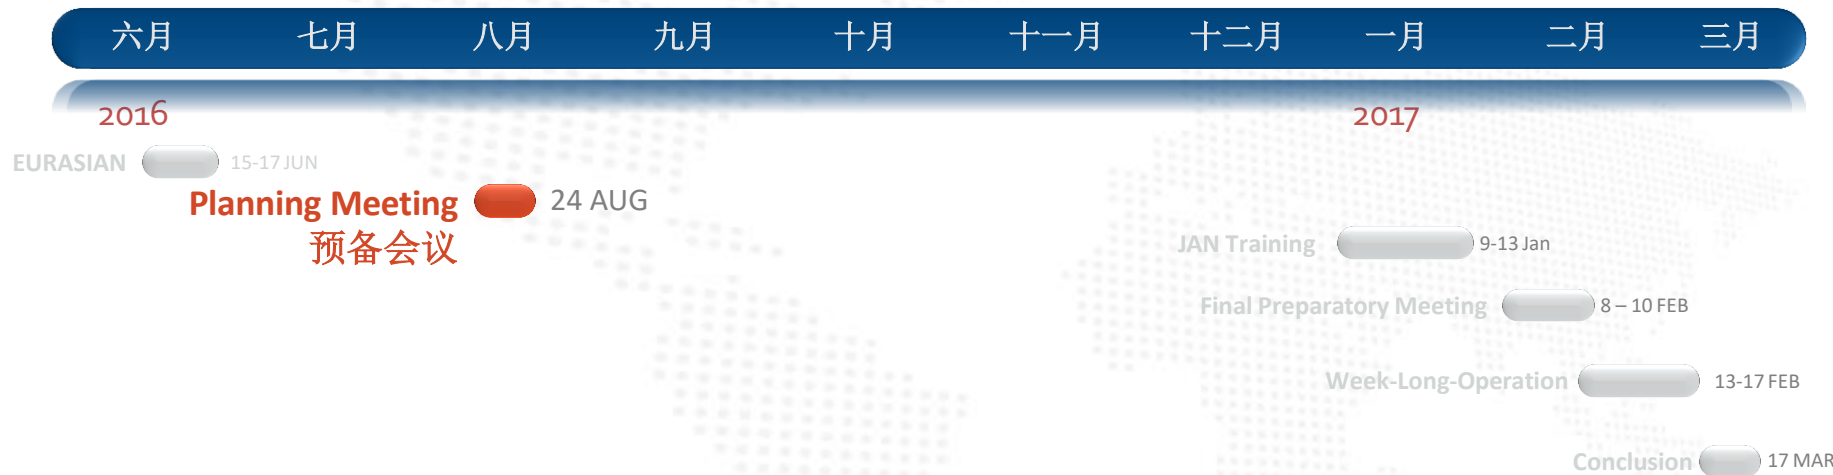 六月 七月 八月 九月 十月 十一月 十二月 一月 二月 三月
2016 2017
EURASIAN 15-17 JUN
Planning Meeting 24 AUG
预备会议
JAN Training 9-13 Jan
Final Preparatory Meeting 8 – 10 FEB
Week-Long-Operation 13-17 FEB
Conclusion 17 MAR